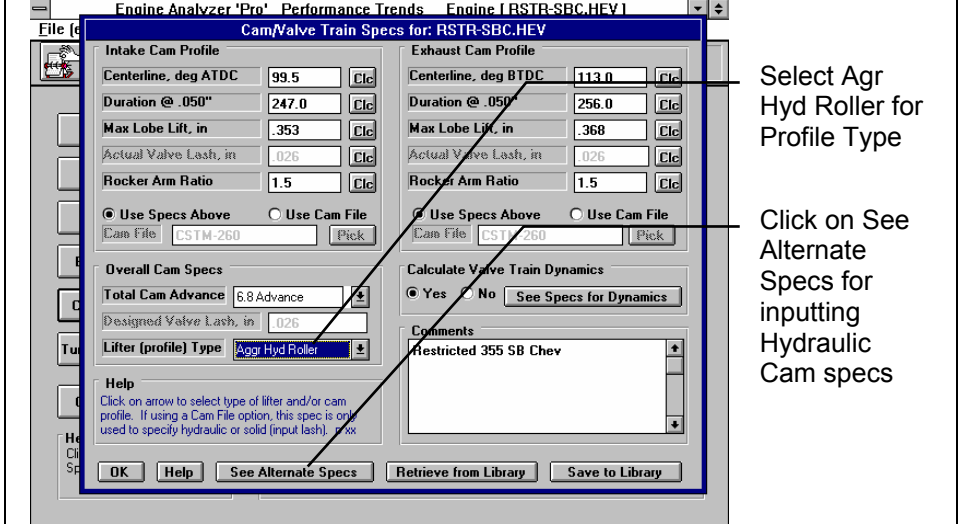 Engine Analyzer 'Pro' Performance Trends Engine [ RSTR-SBC.HEV ]
File (e
Cam/Valve Train Specs for: RSTR-SBC.HEV
Intake Cam Profile
Centerline, deg ATDC 99.5 Clc
Duration @ .050" 247.0 Clc
Max Lobe Lift, in .353 Clc
Actual Valve Lash, in .026 Clc
Rocker Arm Ratio 1.5 Clc
Use Specs Above Use Cam File
Cam File CSTM-260 Pick
Exhaust Cam Profile
Centerline, deg BTDC 113.0 Clc
Duration @ .050" 256.0 Clc
Max Lobe Lift, in .368 Clc
Actual Valve Lash, in .026 Clc
Rocker Arm Ratio 1.5 Clc
Use Specs Above Use Cam File
Cam File CSTM-260 Pick
Overall Cam Specs
Total Cam Advance 6.8 Advance
Designed Valve Lash, in .026
Lifter (profile) Type Aggr Hyd Roller
Calculate Valve Train Dynamics
Yes No See Specs for Dynamics
Comments
Restricted 355 SB Chev
Help
Click on arrow to select type of lifter and/or cam
profile. If using a Cam File option, this spec is only
used to specify hydraulic or solid (input lash). p xx
OK Help See Alternate Specs Retrieve from Library Save to Library
Tu
He
Cli
Sp
Select Agr
Hyd Roller for
Profile Type
Click on See
Alternate
Specs for
inputting
Hydraulic
Cam specs